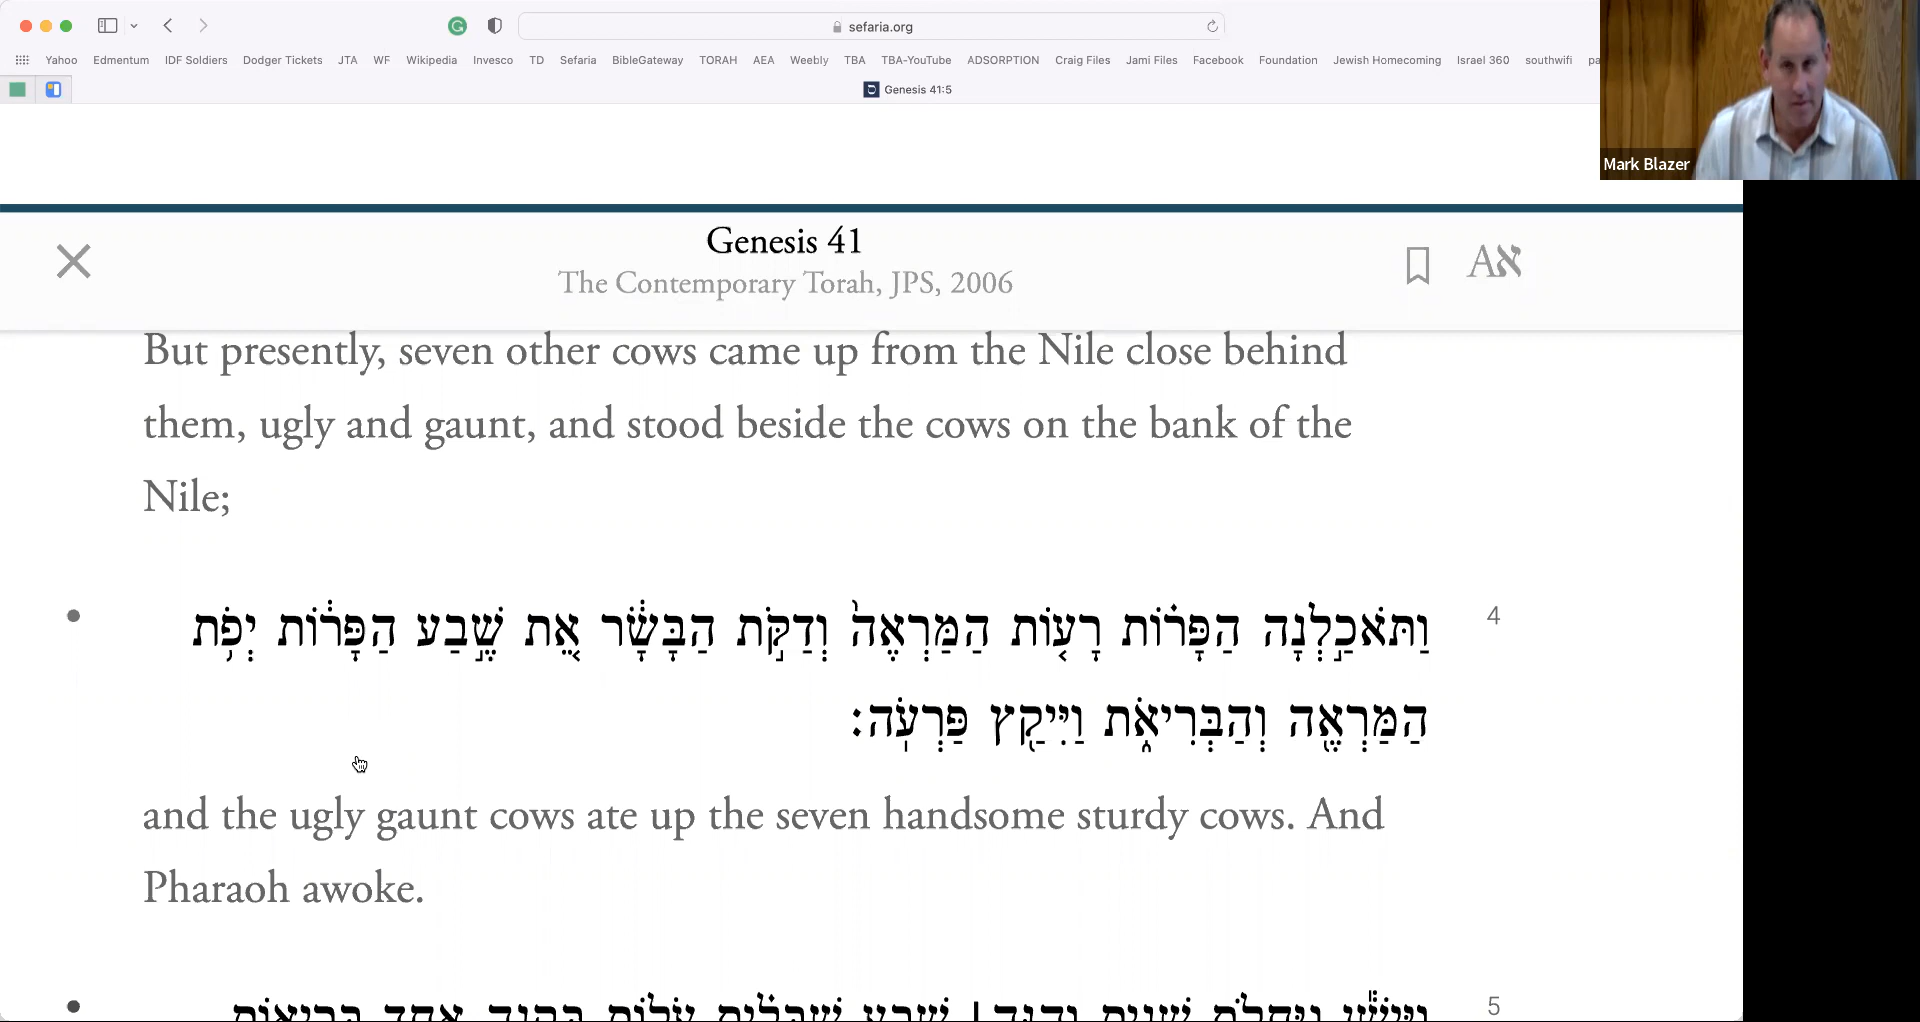 sefaria.org
Yahoo Edmentum IDF Soldiers Dodger Tickets JTA WF Wikipedia Invesco TD Sefaria BibleGateway TORAH AEA Weebly TBA TBA-YouTube ADSORPTION Craig Files Jami Files Facebook Foundation Jewish Homecoming Israel 360 southwifi pa
Genesis 41:5
Mark Blazer
Genesis 41
The Contemporary Torah, JPS, 2006
Aא
But presently, seven other cows came up from the Nile close behind
them, ugly and gaunt, and stood beside the cows on the bank of the
Nile;
4
וַתֹּאכַ֣לְנָה הַפָּר֗וֹת רָע֤וֹת הַמַּרְאֶה֙ וְדַקֹּ֣ת הַבָּשָׂ֔ר אֵ֚ת שֶׁ֣בַע הַפָּר֔וֹת יְפֹ֥ת
הַמַּרְאֶ֖ה וְהַבְּרִיאֹ֑ת וַיִּיקַ֖ץ פַּרְעֹֽה׃
and the ugly gaunt cows ate up the seven handsome sturdy cows. And
Pharaoh awoke.
5